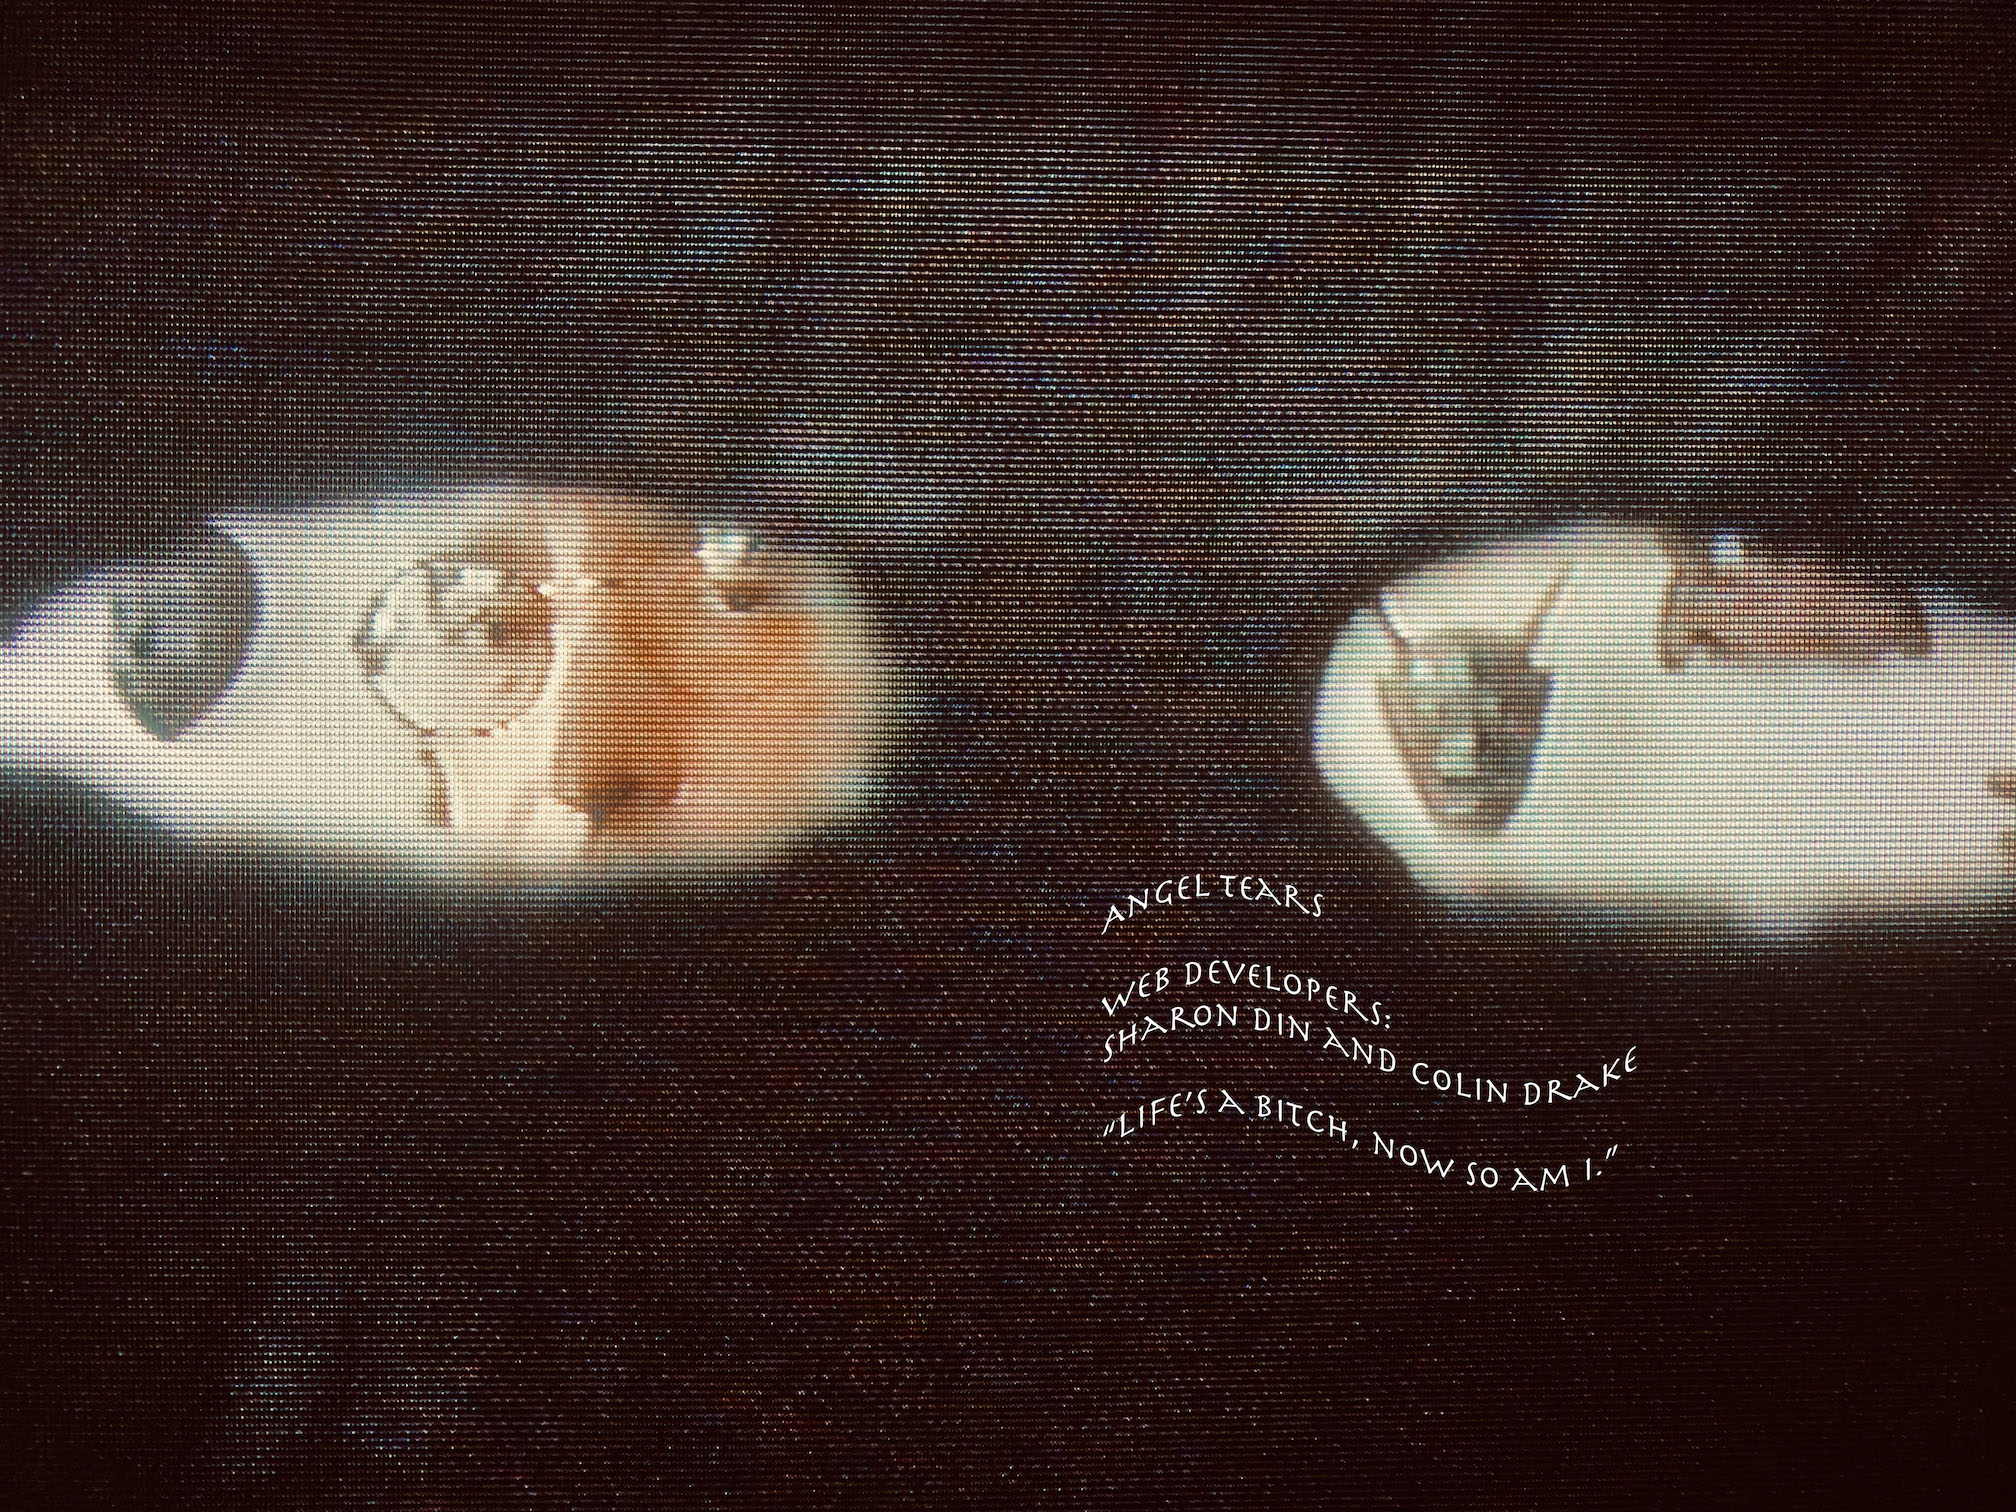 ANGEL TEARS
WEB DEVELOPERS:
SHARON DIN AND COLIN DRAKE
"LIFE'S A BITCH, NOW SO AM I."